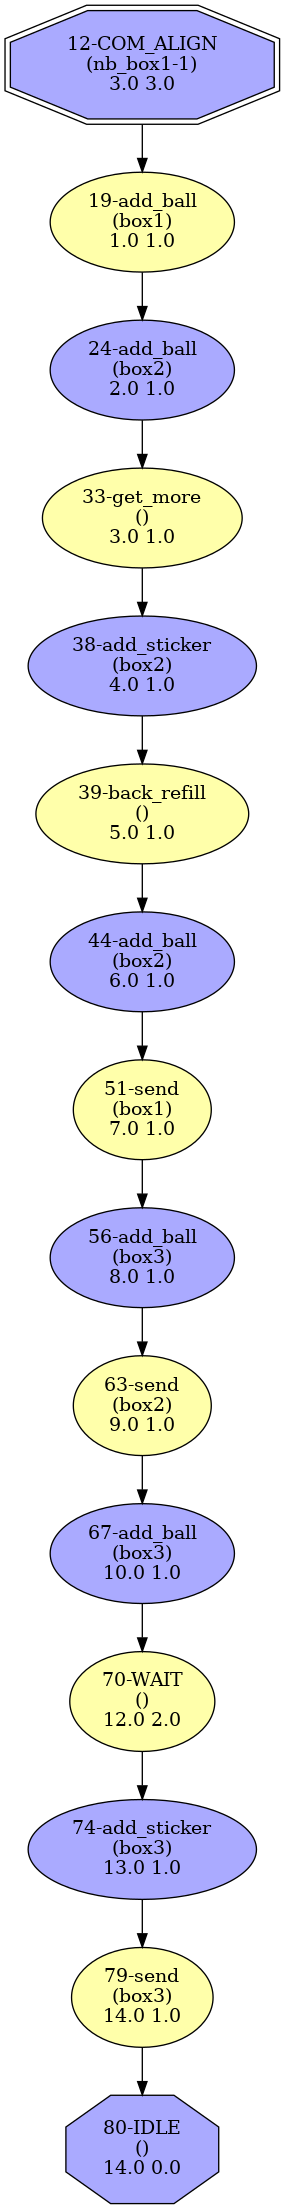 12-COM_ALIGN
(nb_box1-1)
3.0 3.0
19-add_ball
(box1)
1.0 1.0
24-add_ball
(box2)
2.0 1.0
33-get_more
()
3.0 1.0
38-add_sticker
(box2)
4.0 1.0
39-back_refill
()
5.0 1.0
44-add_ball
(box2)
6.0 1.0
51-send
(box1)
7.0 1.0
56-add_ball
(box3)
8.0 1.0
63-send
(box2)
9.0 1.0
67-add_ball
(box3)
10.0 1.0
70-WAIT
()
12.0 2.0
74-add_sticker
(box3)
13.0 1.0
79-send
(box3)
14.0 1.0
80-IDLE
()
14.0 0.0